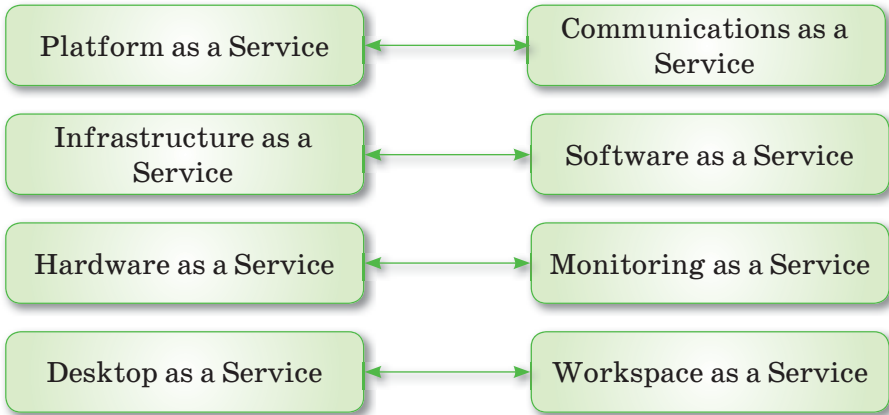 Platform as a Service
Communications as a
Service
Infrastructure as a
Service
Software as a Service
Hardware as a Service
Monitoring as a Service
Desktop as a Service
Workspace as a Service